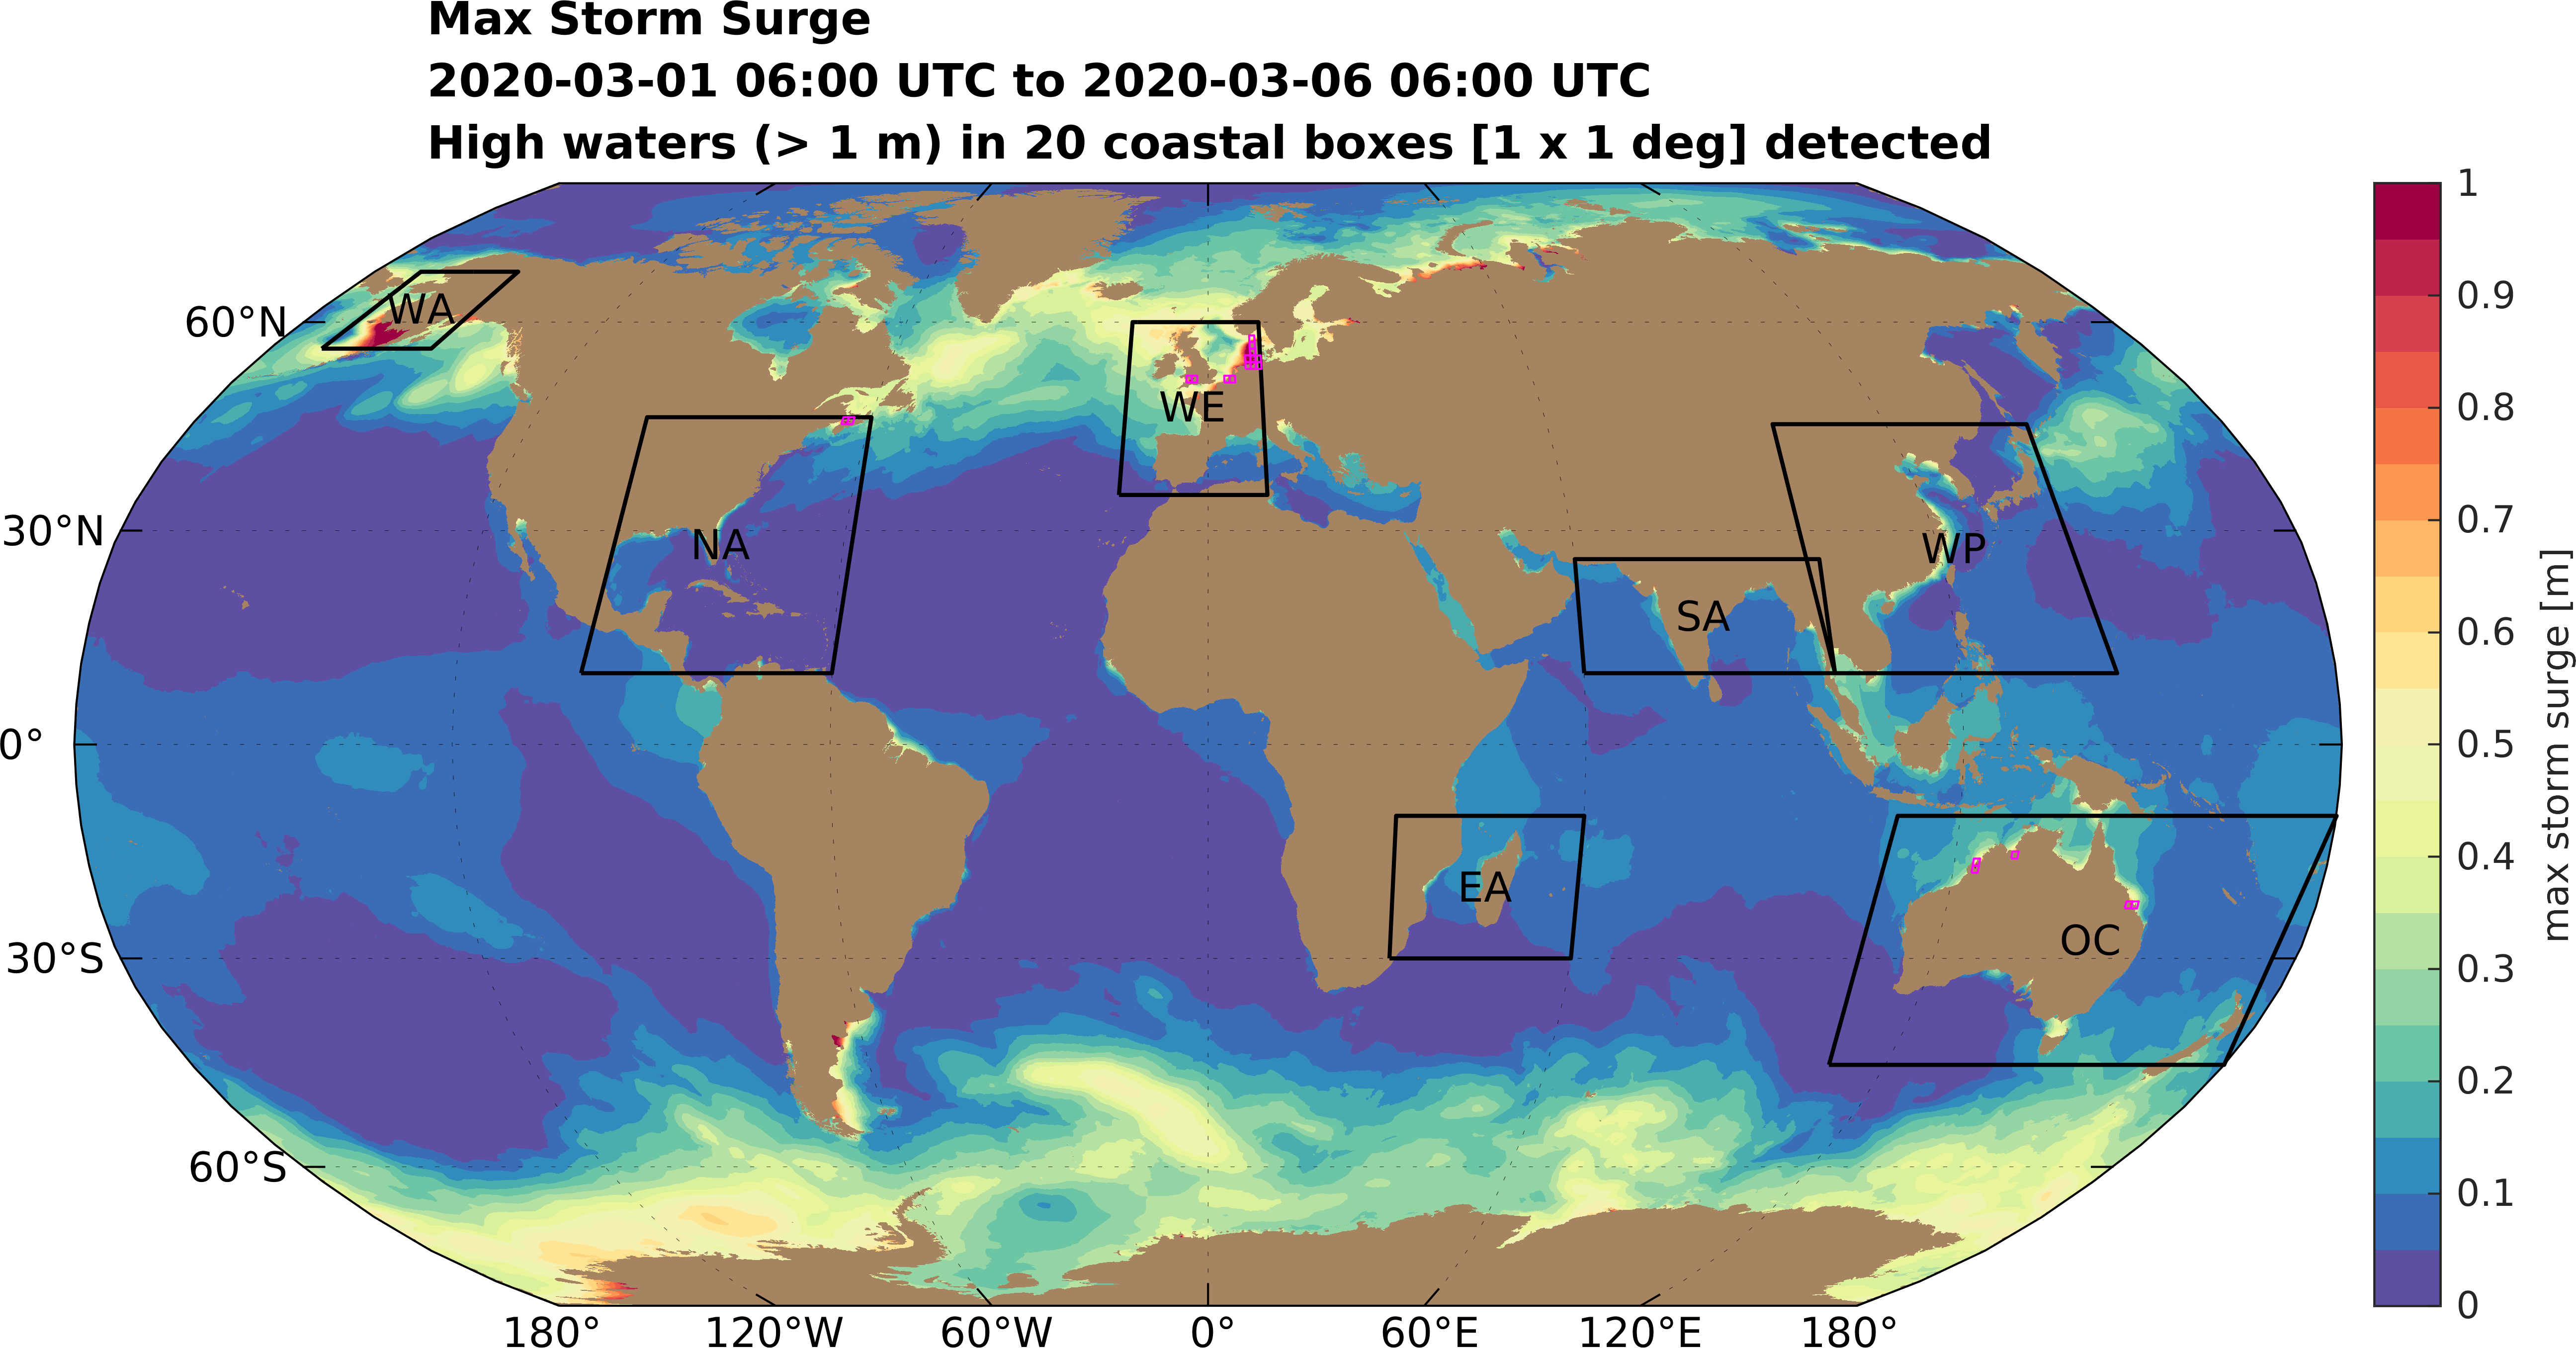 Max Storm Surge
2020-03-01 06:00 UTC to 2020-03-06 06:00 UTC
High waters (> 1 m) in 20 coastal boxes [1 x 1 deg] detected
60°N
30°N
0°
30°S
60°S
180°
120°W
60°W
0°
60°E
120°E
180°
WA
WE
NA
WP
SA
EA
OC
1
0.9
0.8
0.7
0.6
0.5
0.4
0.3
0.2
0.1
0
max storm surge [m]